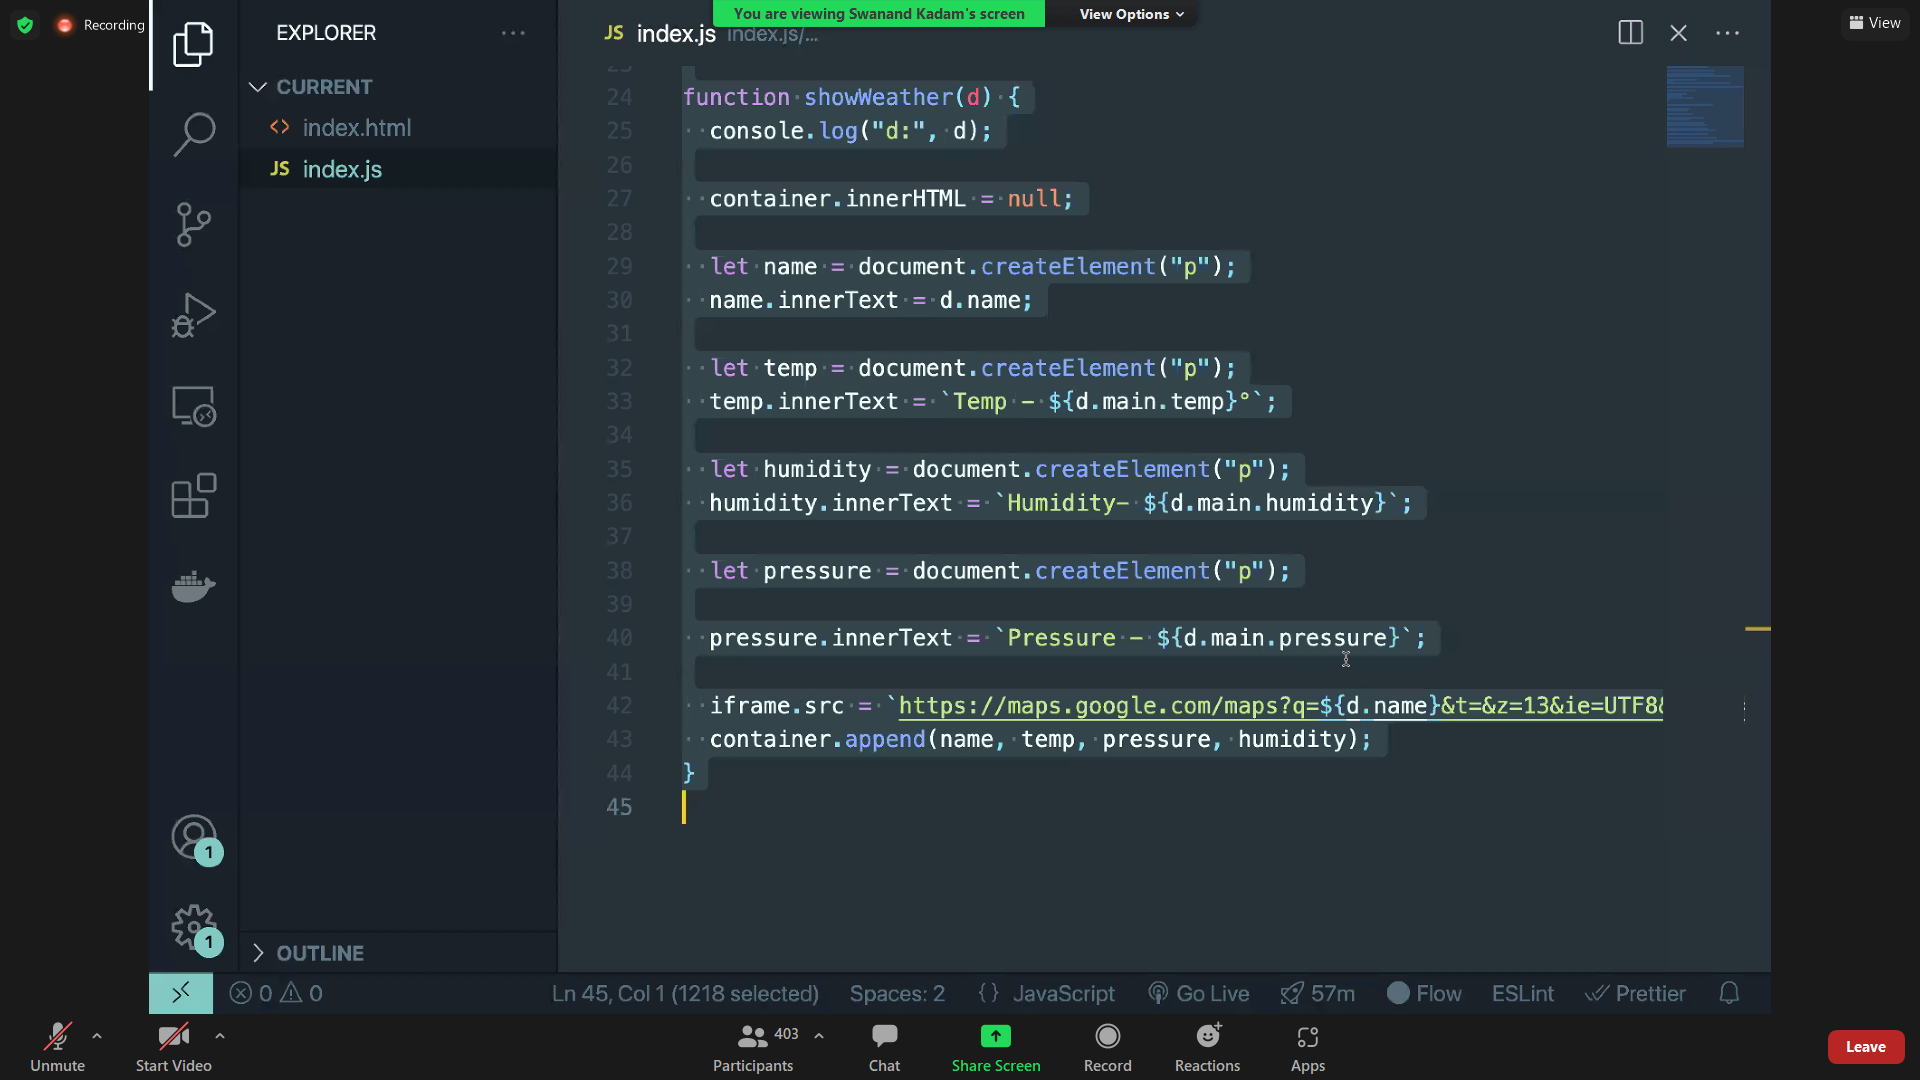 Recording
You are viewing Swanand Kadam's screen
View Options
View
EXPLORER
CURRENT
index.html
JS index.js
JS index.js index.js/...
23
24 function showWeather(d) {
25 console.log("d:", d);
26
27 container.innerHTML = null;
28
29 let name = document.createElement("p");
30 name.innerText = d.name;
31
32 let temp = document.createElement("p");
33 temp.innerText = `Temp - ${d.main.temp}°`;
34
35 let humidity = document.createElement("p");
36 humidity.innerText = `Humidity- ${d.main.humidity}`;
37
38 let pressure = document.createElement("p");
39
40 pressure.innerText = `Pressure - ${d.main.pressure}`;
41
42 iframe.src = `https://maps.google.com/maps?q=${d.name}&t=&z=13&ie=UTF8&
43 container.append(name, temp, pressure, humidity);
44 }
45
1
1
OUTLINE
0 0 Ln 45, Col 1 (1218 selected) Spaces: 2 {} JavaScript Go Live 57m Flow ESLint Prettier
Unmute
Start Video
403
Participants
Chat
Share Screen
Record
Reactions
Apps
Leave